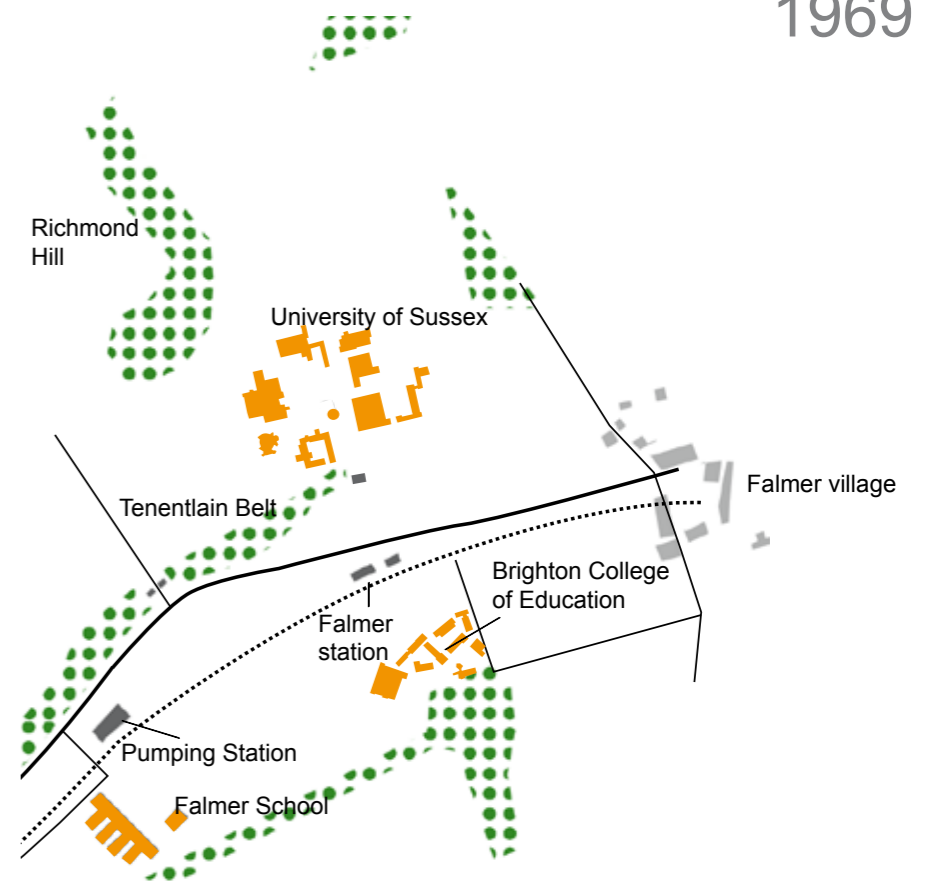 1969
Richmond
Hill
University of Sussex
Tenentlain Belt
Falmer village
Brighton College
of Education
Falmer
station
Pumping Station
Falmer School